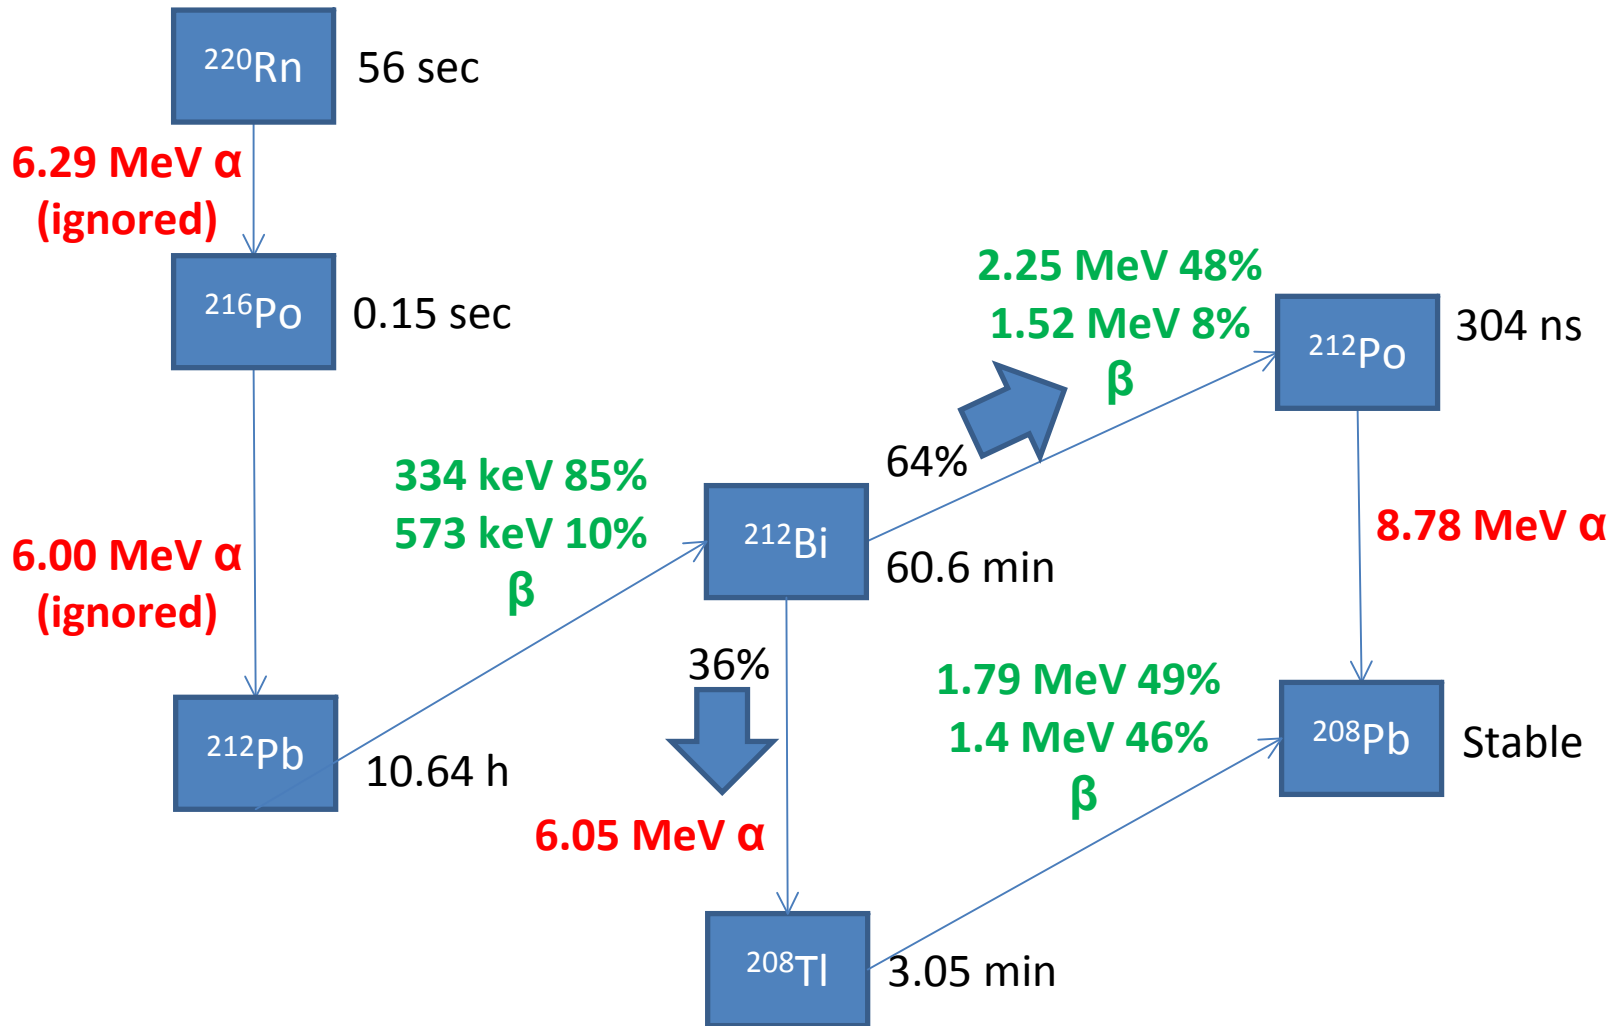 ²²⁰Rn
56 sec
6.29 MeV α
(ignored)
²¹⁶Po
0.15 sec
6.00 MeV α
(ignored)
²¹²Pb
10.64 h
334 keV 85%
573 keV 10%
β
²¹²Bi
60.6 min
64%
2.25 MeV 48%
1.52 MeV 8%
β
²¹²Po
304 ns
8.78 MeV α
36%
6.05 MeV α
²⁰⁸Tl
3.05 min
1.79 MeV 49%
1.4 MeV 46%
β
²⁰⁸Pb
Stable